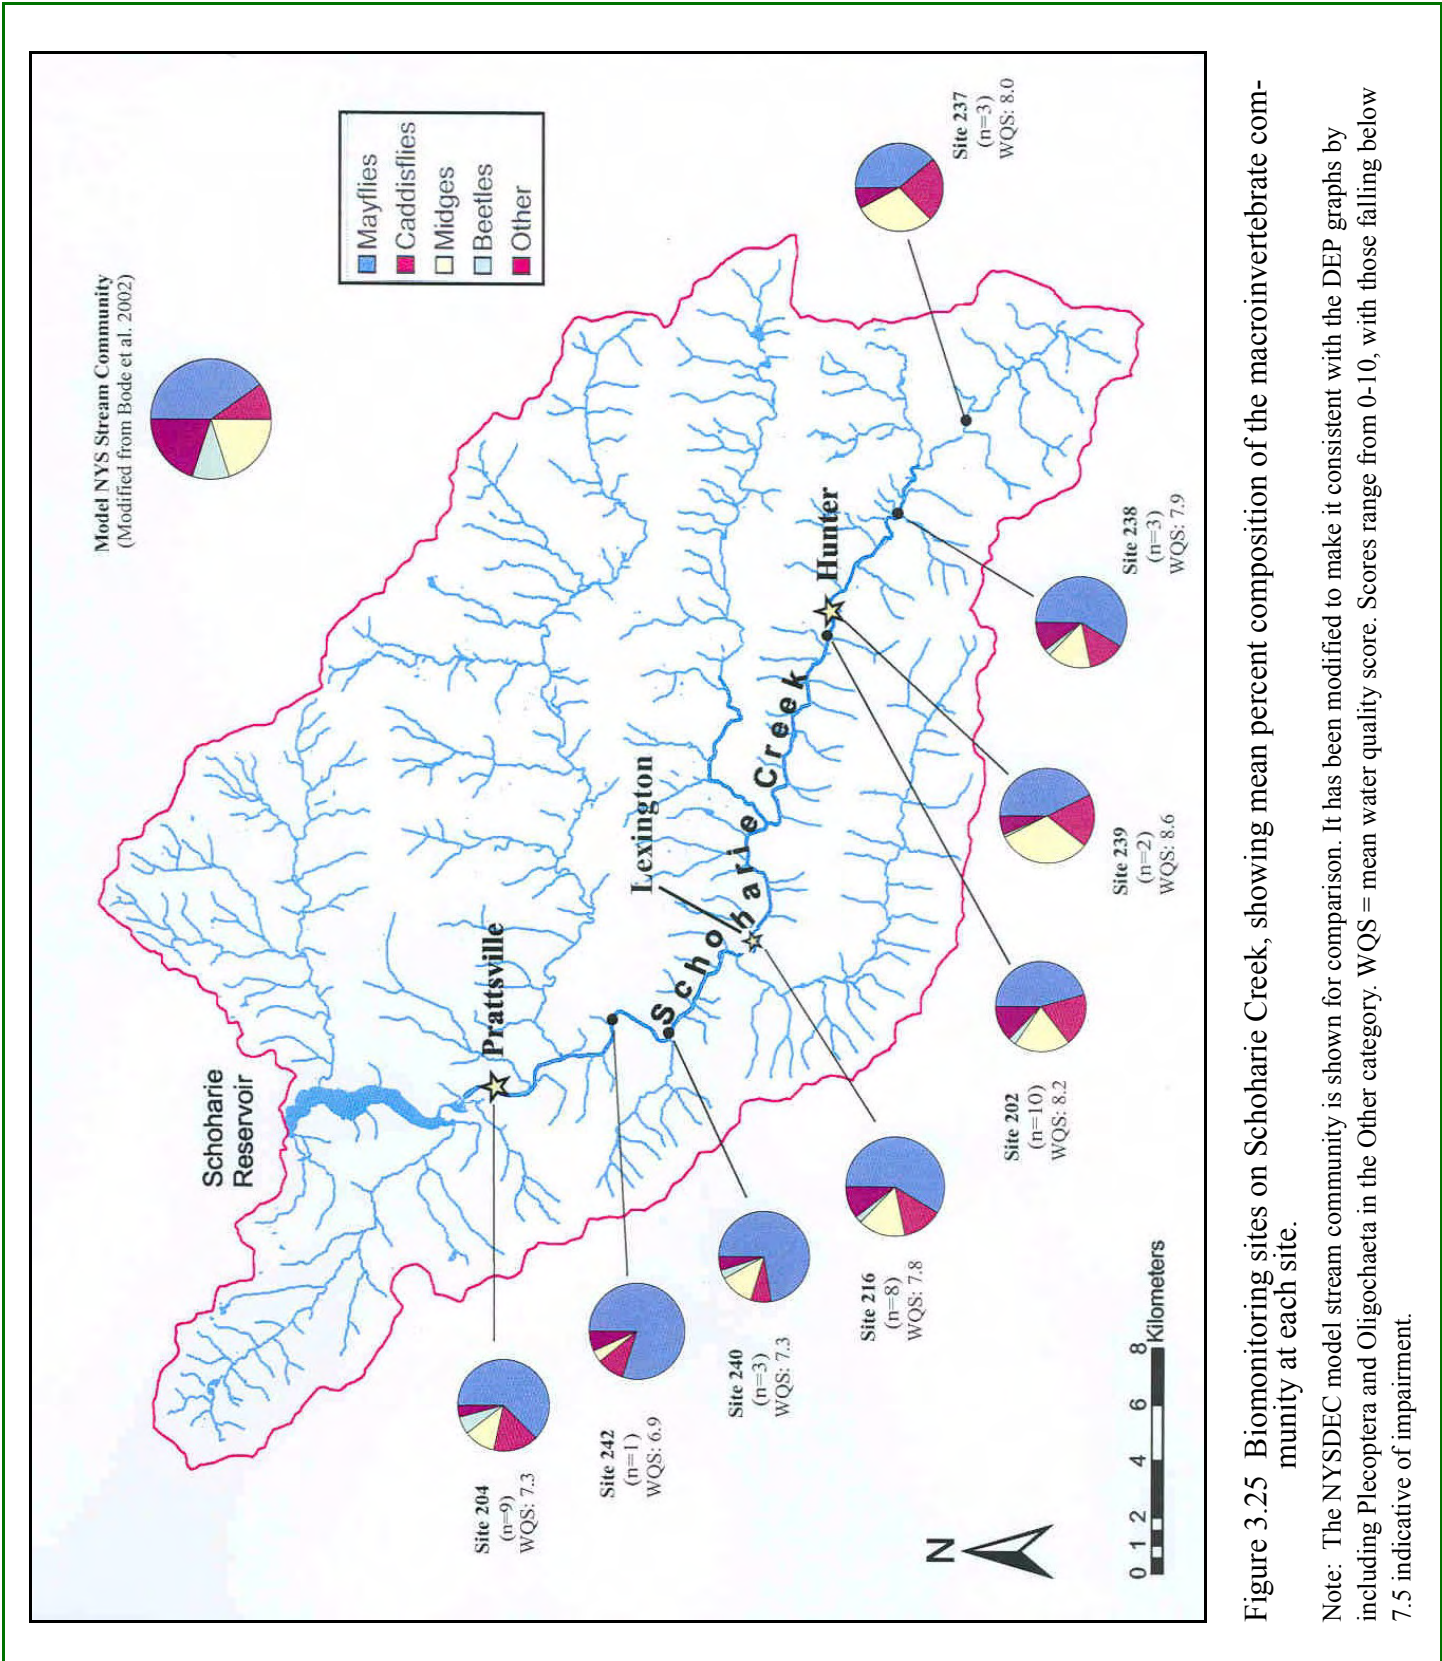 Model NYS Stream Community
(Modified from Bode et al. 2002)
Mayflies
Caddisflies
Midges
Beetles
Other
Schoharie
Reservoir
Prattsville
Lexington
Hunter
Schoharie Creek
Site 204
(n=9)
WQS: 7.3
Site 242
(n=1)
WQS: 6.9
Site 240
(n=3)
WQS: 7.3
Site 216
(n=8)
WQS: 7.8
Site 202
(n=10)
WQS: 8.2
Site 239
(n=2)
WQS: 8.6
Site 238
(n=3)
WQS: 7.9
Site 237
(n=3)
WQS: 8.0
N
0 1 2 4 6 8
Kilometers
Figure 3.25 Biomonitoring sites on Schoharie Creek, showing mean percent composition of the macroinvertebrate com-
munity at each site.
Note: The NYSDEC model stream community is shown for comparison. It has been modified to make it consistent with the DEP graphs by
including Plecoptera and Oligochaeta in the Other category. WQS = mean water quality score. Scores range from 0-10, with those falling below
7.5 indicative of impairment.